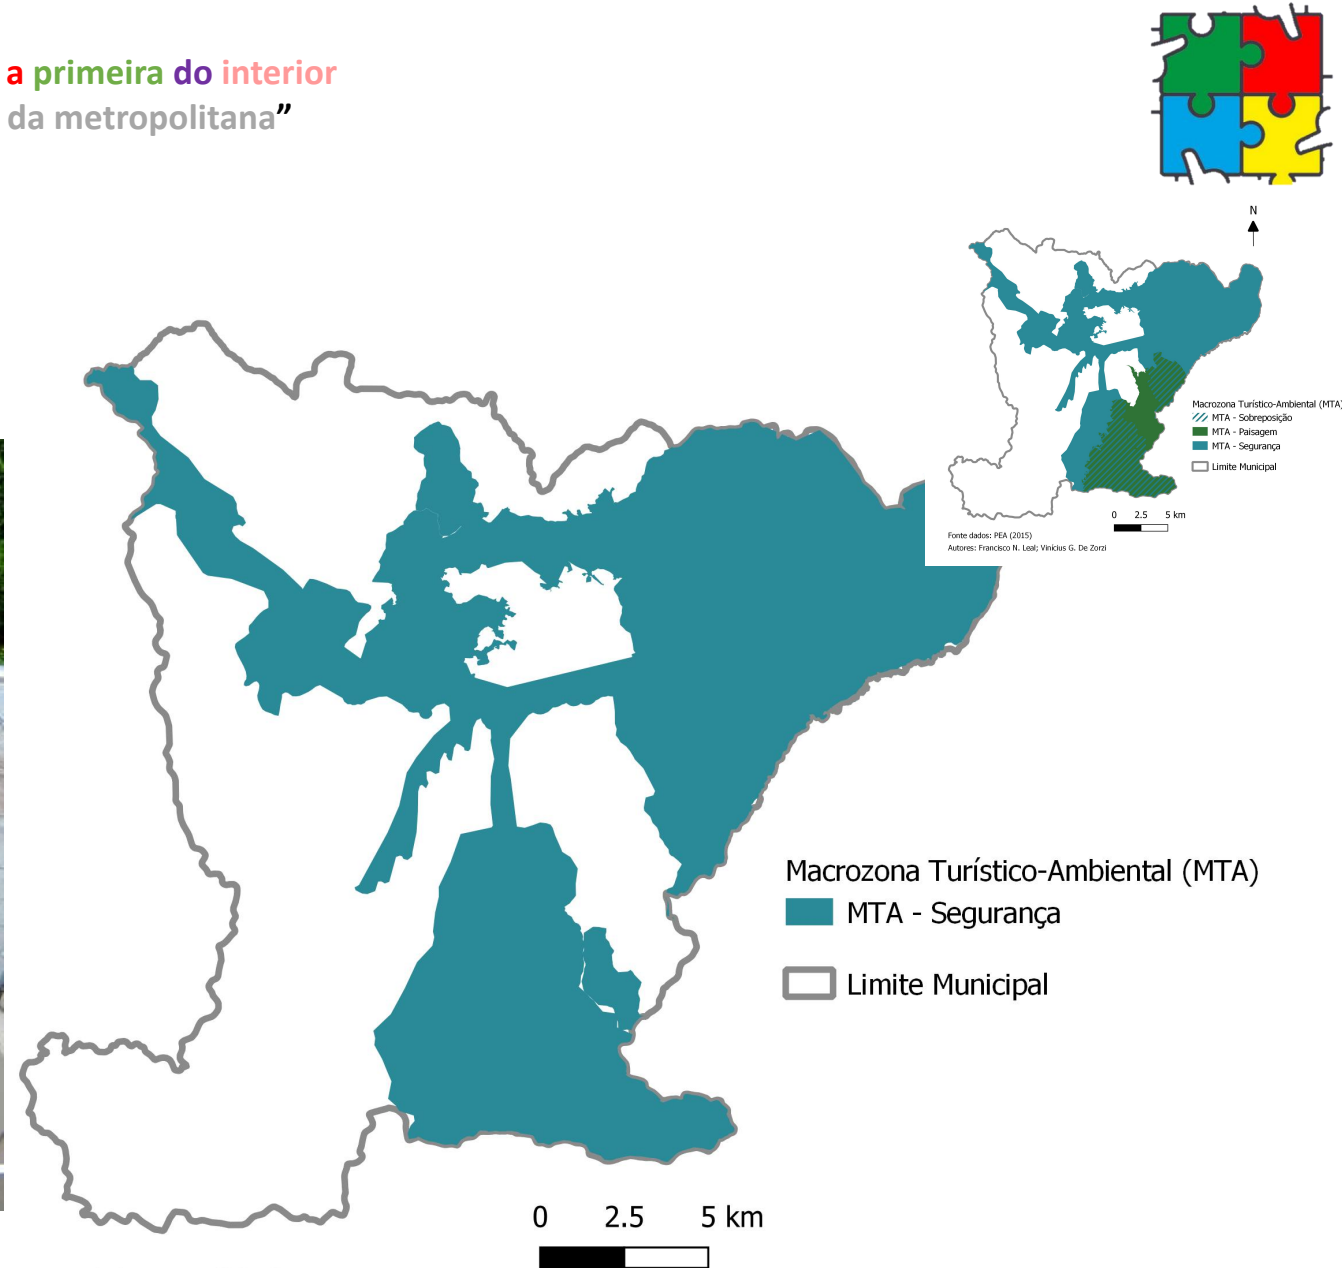 a primeira do interior
da metropolitana”
N
Macrozona Turístico-Ambiental (MTA)
MTA - Sobreposição
MTA - Paisagem
MTA - Segurança
Limite Municipal
0 2.5 5 km
Fonte dados: PEA (2015)
Autores: Francisco N. Leal; Vinícius G. De Zorzi
Macrozona Turístico-Ambiental (MTA)
MTA - Segurança
Limite Municipal
0 2.5 5 km